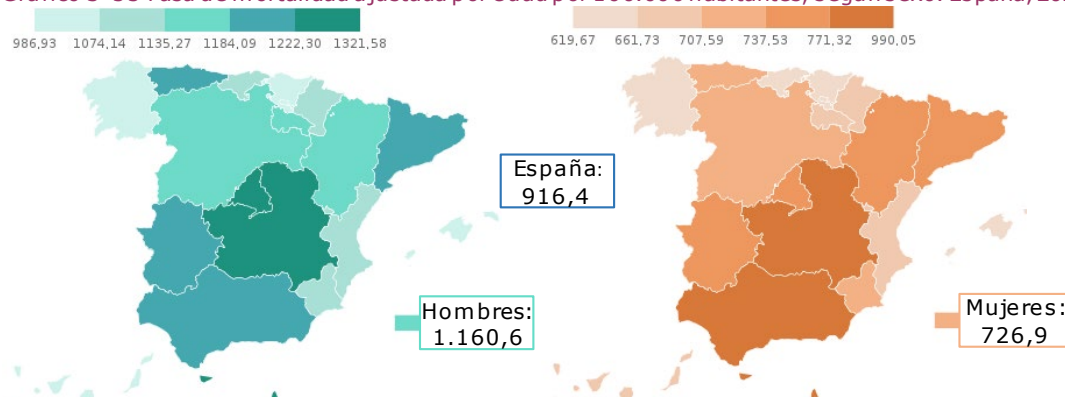 986,93 1074,14 1135,27 1184,09 1222,30 1321,58
619,67 661,73 707,59 737,53 771,32 990,05
España:
916,4
Hombres:
1.160,6
Mujeres:
726,9